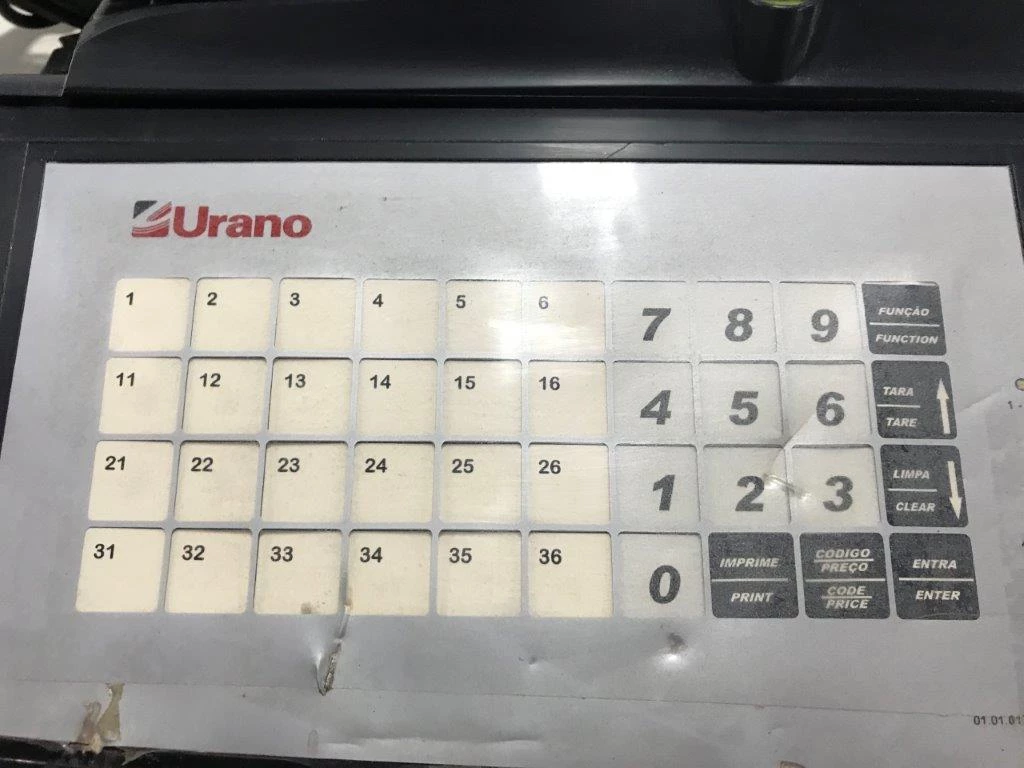 Urano
1 2 3 4 5 6 7 8 9 FUNÇÃO
FUNCTION
11 12 13 14 15 16 4 5 6 TARA
TARE
21 22 23 24 25 26 1 2 3 LIMPA
CLEAR
31 32 33 34 35 36 0 IMPRIME CODIGO ENTRA
PREÇO
PRINT CODE ENTER
PRICE